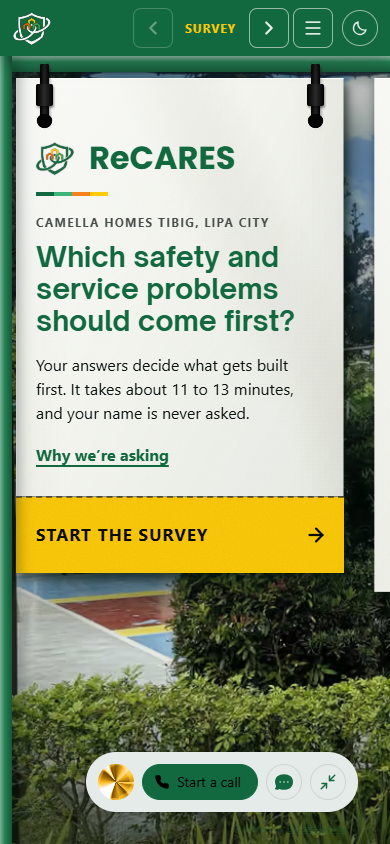 SURVEY
ReCARES
CAMELLA HOMES TIBIG, LIPA CITY
Which safety and
service problems
should come first?
Your answers decide what gets built
first. It takes about 11 to 13 minutes,
and your name is never asked.
Why we’re asking
START THE SURVEY
Start a call